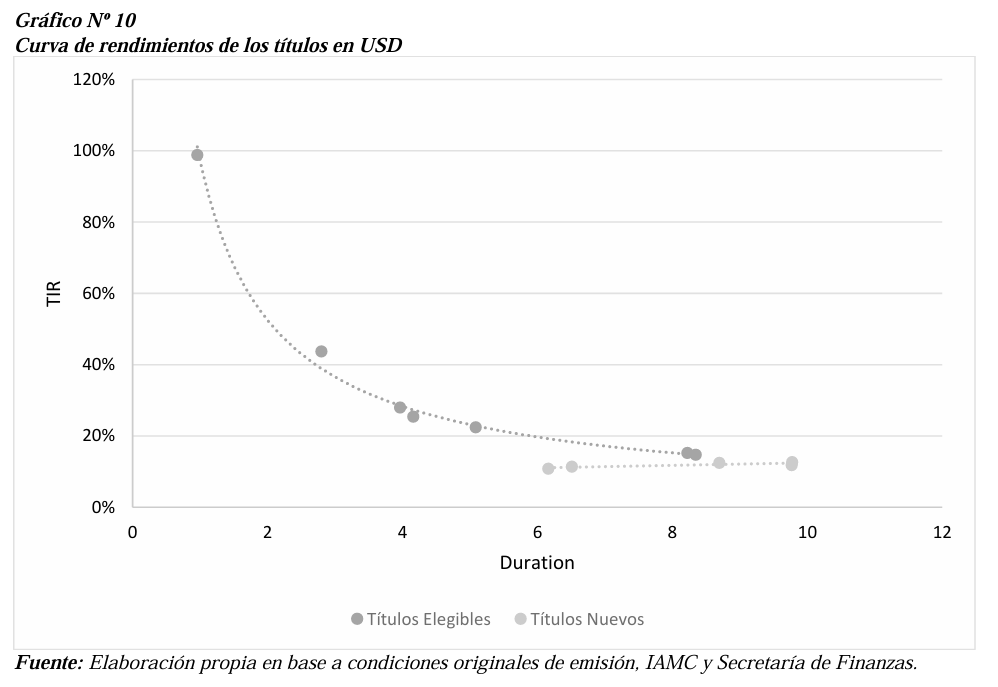 Gráfico Nº 10
Curva de rendimientos de los títulos en USD
120%
100%
80%
60%
40%
20%
0%
TIR
0 2 4 6 8 10 12
Duration
Títulos Elegibles Títulos Nuevos
Fuente: Elaboración propia en base a condiciones originales de emisión, IAMC y Secretaría de Finanzas.